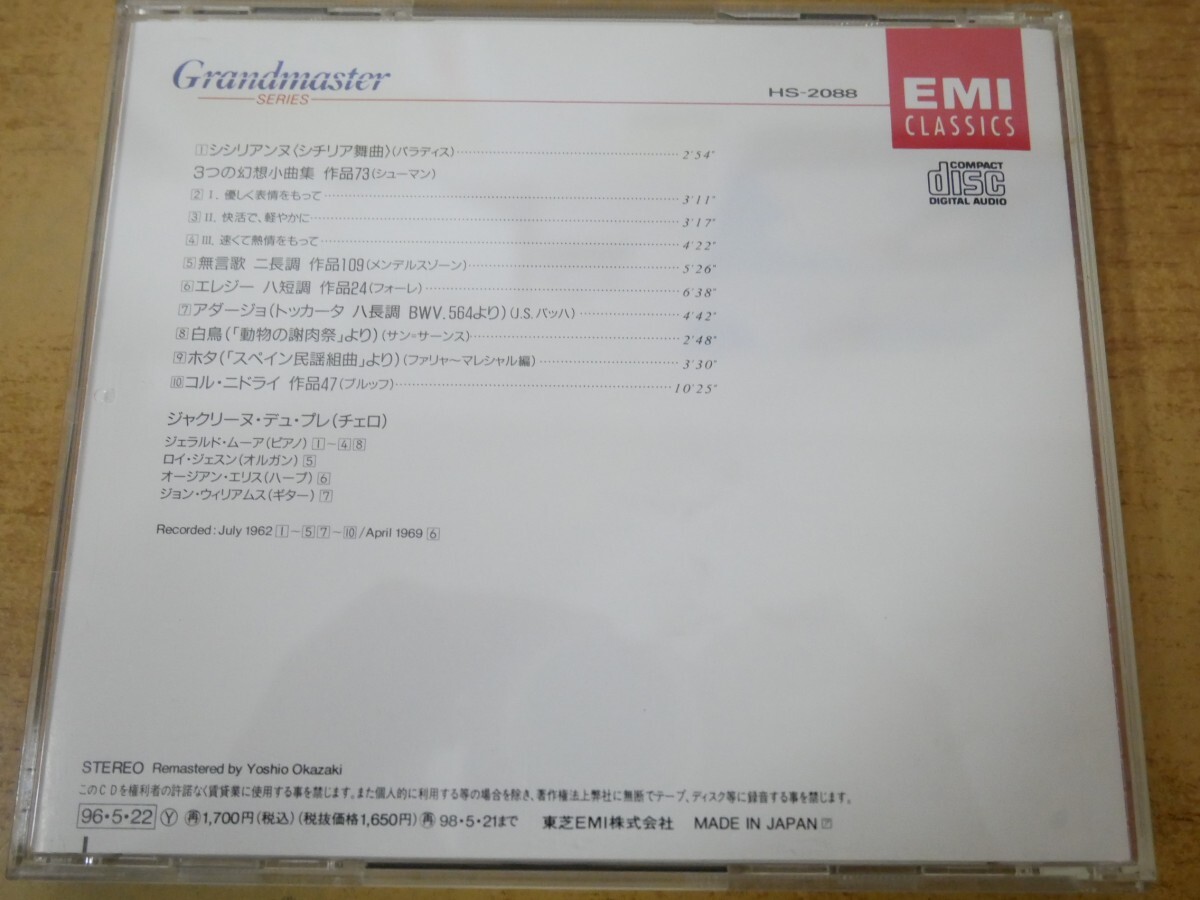 Grandmaster
SERIES
HS-2088
EMI
CLASSICS
COMPACT
disc
DIGITAL AUDIO
1 シシリアンヌ〈シチリア舞曲〉(パラディス) 2'54"
3つの幻想小曲集 作品73(シューマン)
2 I. 優しく表情をもって 3'11"
3 II. 快活で、軽やかに 3'17"
4 III. 速くて熱情をもって 4'22"
5 無言歌 ニ長調 作品109(メンデルスゾーン) 5'26"
6 エレジー ハ短調 作品24(フォーレ) 6'38"
7 アダージョ(トッカータ ハ長調 BWV.564より)(J.S.バッハ) 4'42"
8 白鳥(「動物の謝肉祭」より)(サン=サーンス) 2'48"
9 ホタ(「スペイン民謡組曲」より)(ファリャ〜マレシャル編) 3'30"
10 コル・ニドライ 作品47(ブルッフ) 10'25"
ジャクリーヌ・デュ・プレ(チェロ)
ジェラルド・ムーア(ピアノ) 1〜4 8
ロイ・ジェスン(オルガン) 5
オージアン・エリス(ハープ) 6
ジョン・ウィリアムス(ギター) 7
Recorded: July 1962 1〜5 7〜10 /April 1969 6
STEREO Remastered by Yoshio Okazaki
このCDを権利者の許諾なく賃貸業に使用する事を禁じます。また個人的に利用する等の場合を除き、著作権法上弊社に無断でテープ、ディスク等に録音する事を禁じます。
96・5・22 Ⓨ 再 1,700円(税込)(税抜価格1,650円) 再 98・5・21まで 東芝EMI株式会社 MADE IN JAPAN